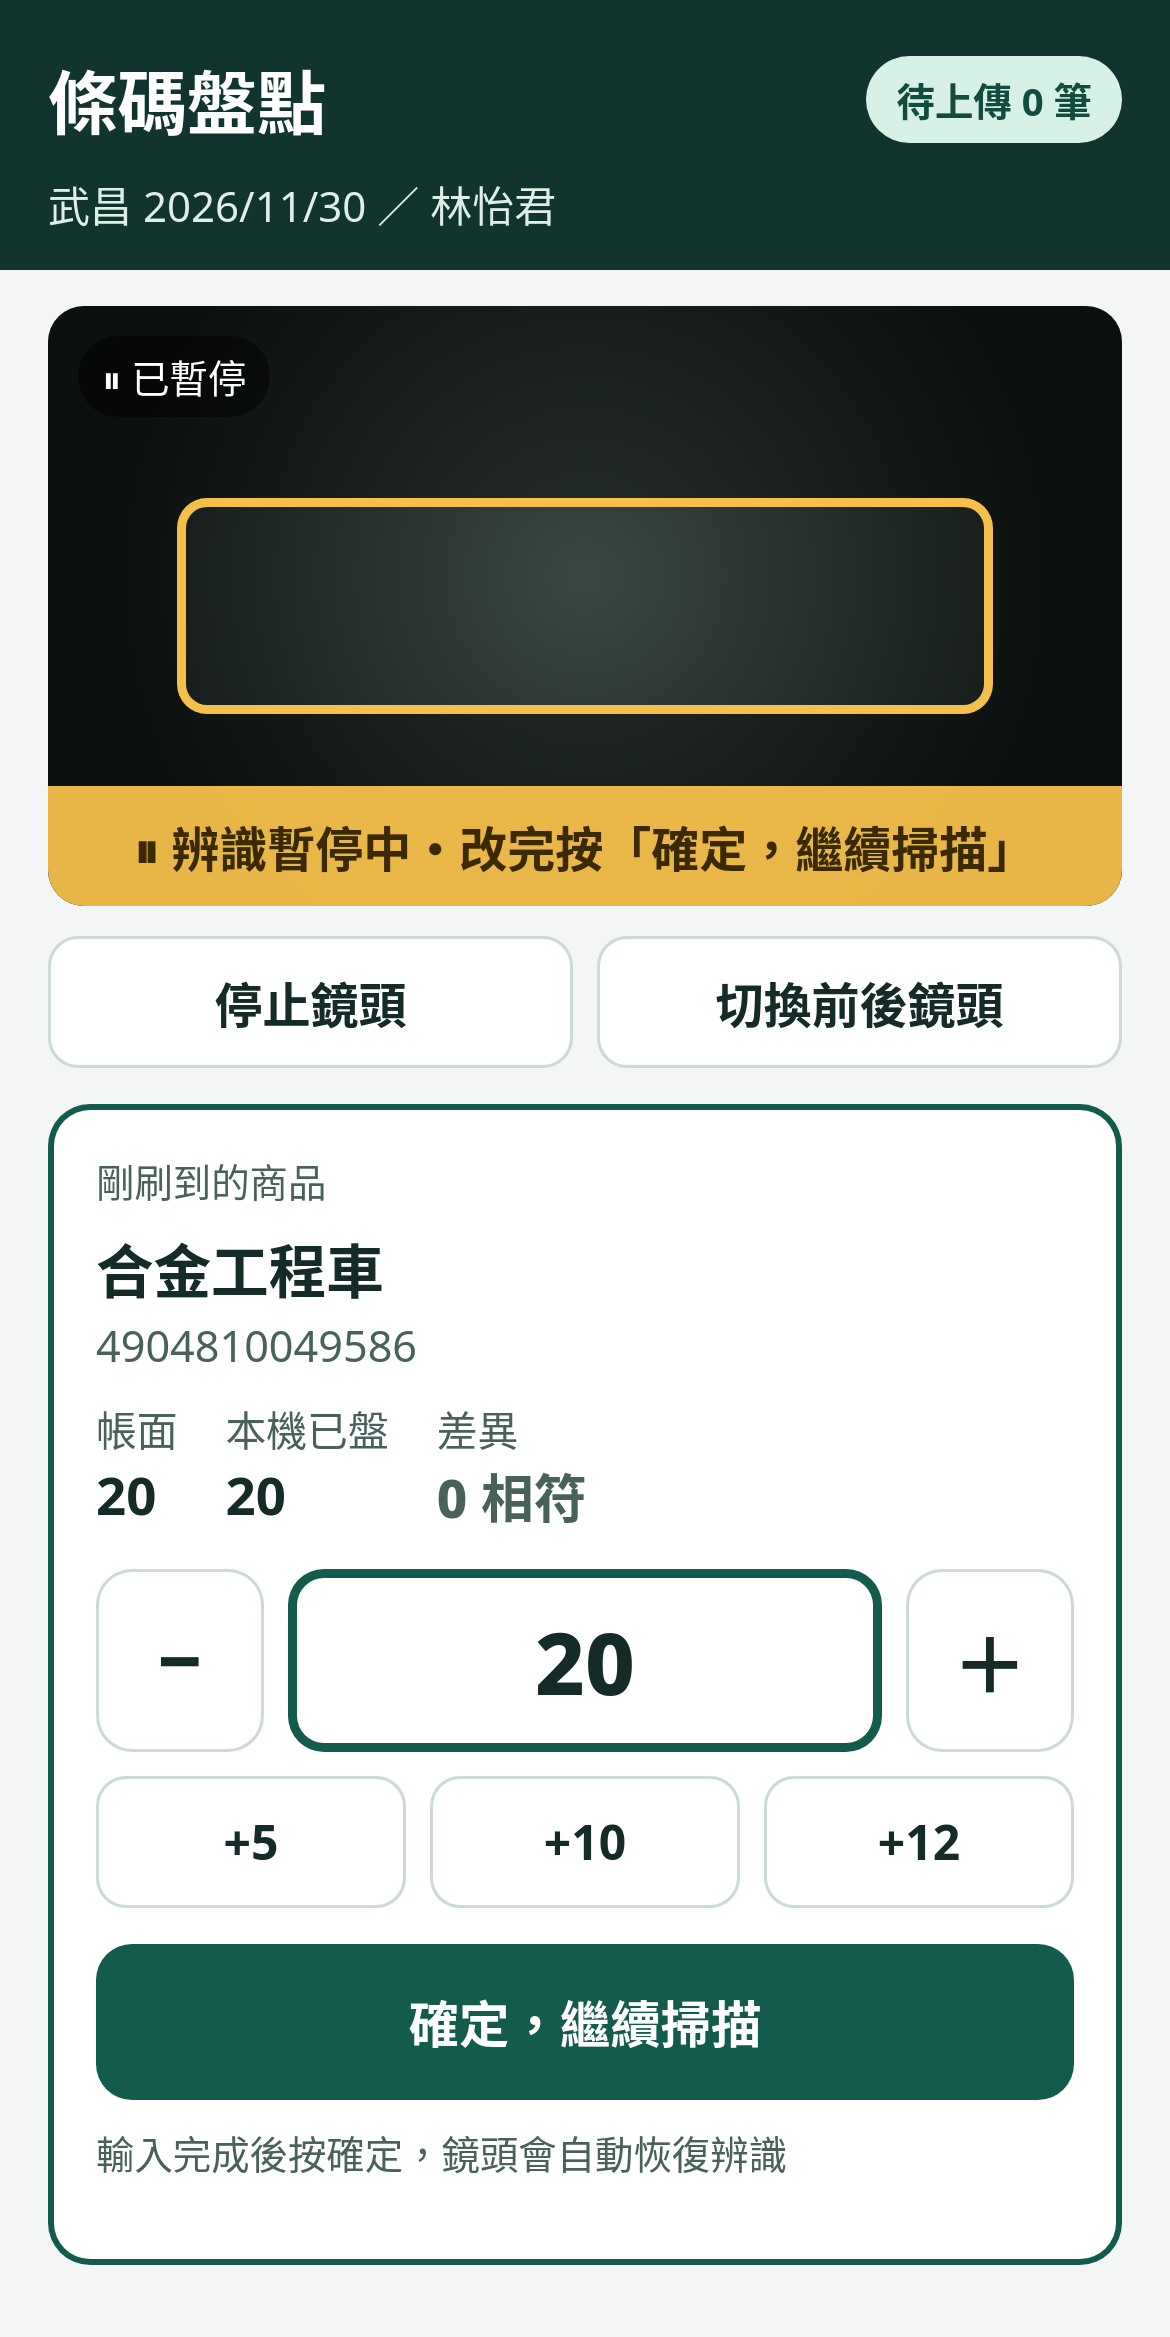 條碼盤點
待上傳 0 筆
武昌 2026/11/30 ／ 林怡君
⏸ 已暫停
⏸ 辨識暫停中・改完按「確定，繼續掃描」
停止鏡頭
切換前後鏡頭
剛刷到的商品
合金工程車
4904810049586
帳面 本機已盤 差異
20 20 0 相符
− 20 ＋
+5 +10 +12
確定，繼續掃描
輸入完成後按確定，鏡頭會自動恢復辨識